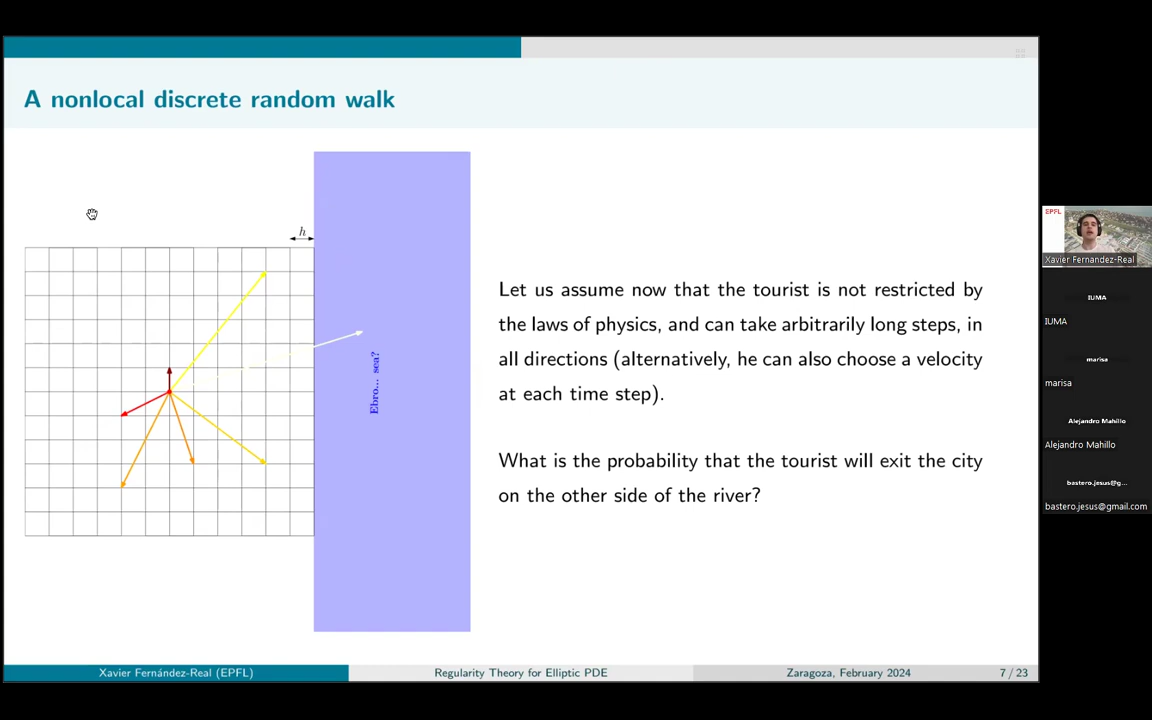 A nonlocal discrete random walk
h
Ebro... sea?
Let us assume now that the tourist is not restricted by
the laws of physics, and can take arbitrarily long steps, in
all directions (alternatively, he can also choose a velocity
at each time step).
What is the probability that the tourist will exit the city
on the other side of the river?
Xavier Fernández-Real (EPFL)
Regularity Theory for Elliptic PDE
Zaragoza, February 2024
7 / 23
EPFL
Xavier Fernandez-Real
IUMA
IUMA
marisa
marisa
Alejandro Mahillo
Alejandro Mahillo
bastero.jesus@g...
bastero.jesus@gmail.com